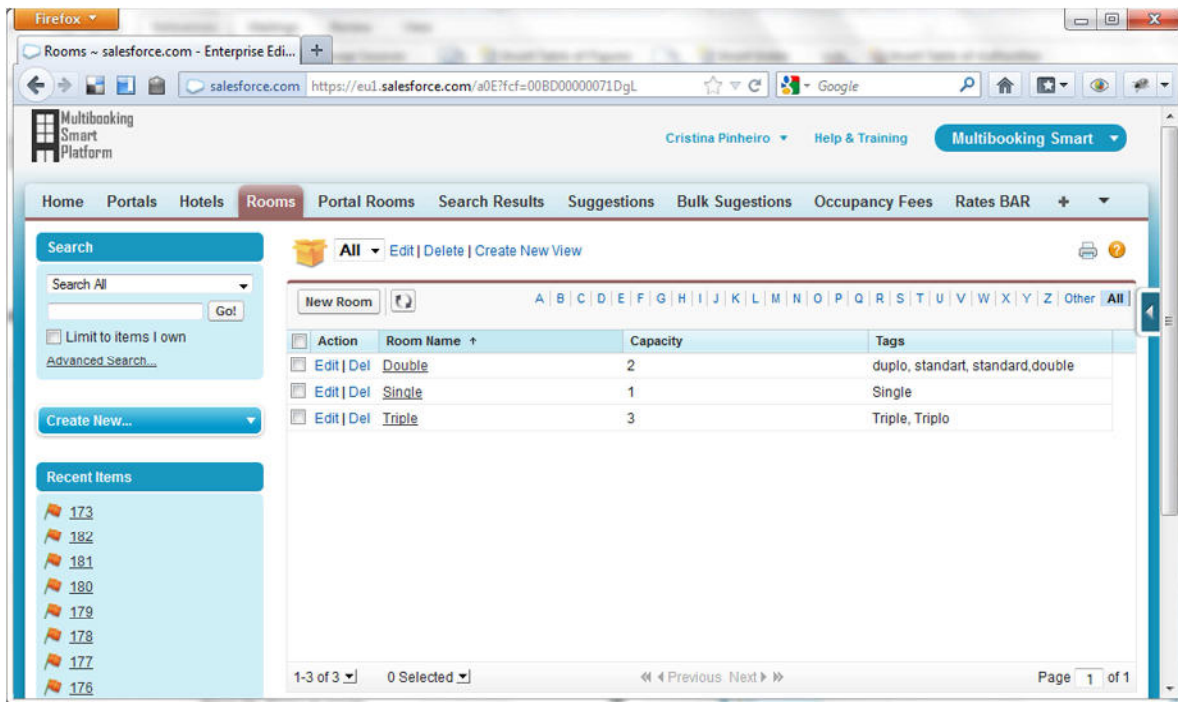 Firefox
Rooms ~ salesforce.com - Enterprise Edi...
salesforce.com https://eu1.salesforce.com/a0E?fcf=00BD00000071DgL Google
Multibooking
Smart
Platform
Cristina Pinheiro Help & Training Multibooking Smart
Home Portals Hotels Rooms Portal Rooms Search Results Suggestions Bulk Sugestions Occupancy Fees Rates BAR +
Search
Search All
Go!
Limit to items I own
Advanced Search...
Create New...
Recent Items
173
182
181
180
179
178
177
176
All Edit | Delete | Create New View
New Room A | B | C | D | E | F | G | H | I | J | K | L | M | N | O | P | Q | R | S | T | U | V | W | X | Y | Z | Other | All
Action Room Name Capacity Tags
Edit | Del Double 2 duplo, standart, standard,double
Edit | Del Single 1 Single
Edit | Del Triple 3 Triple, Triplo
1-3 of 3 0 Selected Previous Next Page 1 of 1